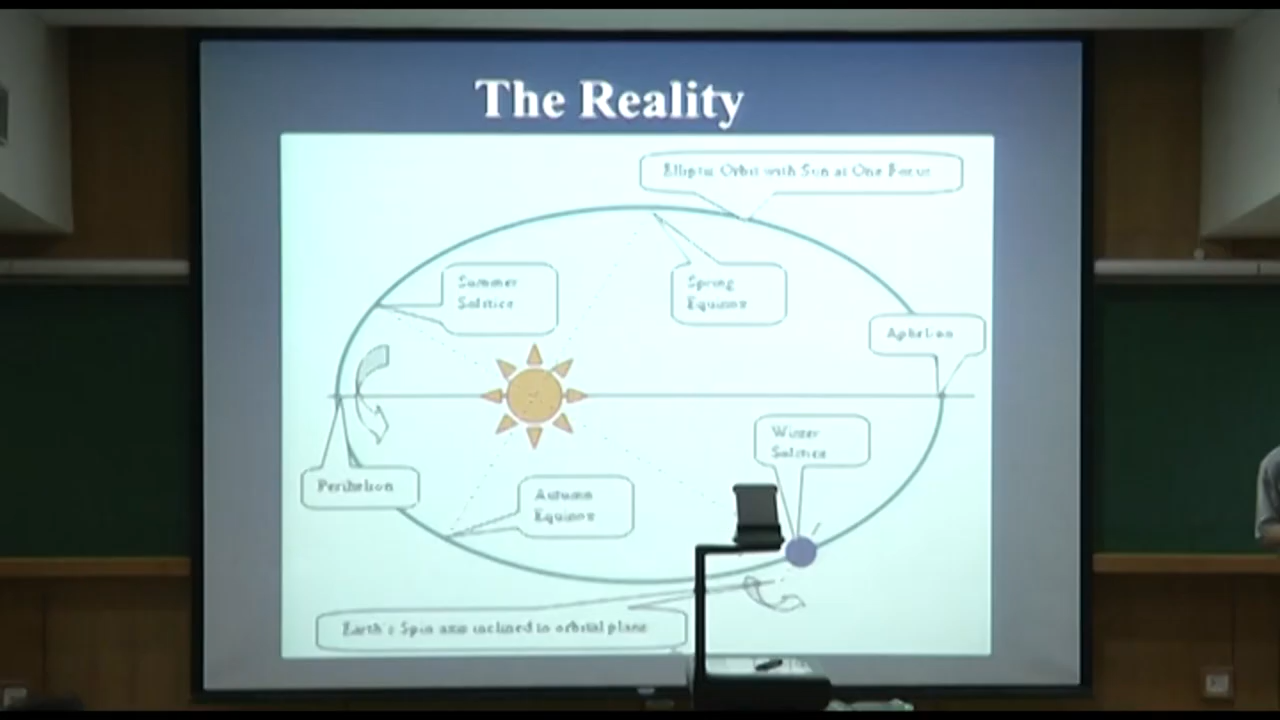 The Reality
Elliptic Orbit with Sun at One Focus
Summer
Solstice
Spring
Equinox
Aphelion
Winter
Solstice
Perihelion
Autumn
Equinox
Earth's Spin axis inclined to orbital plane